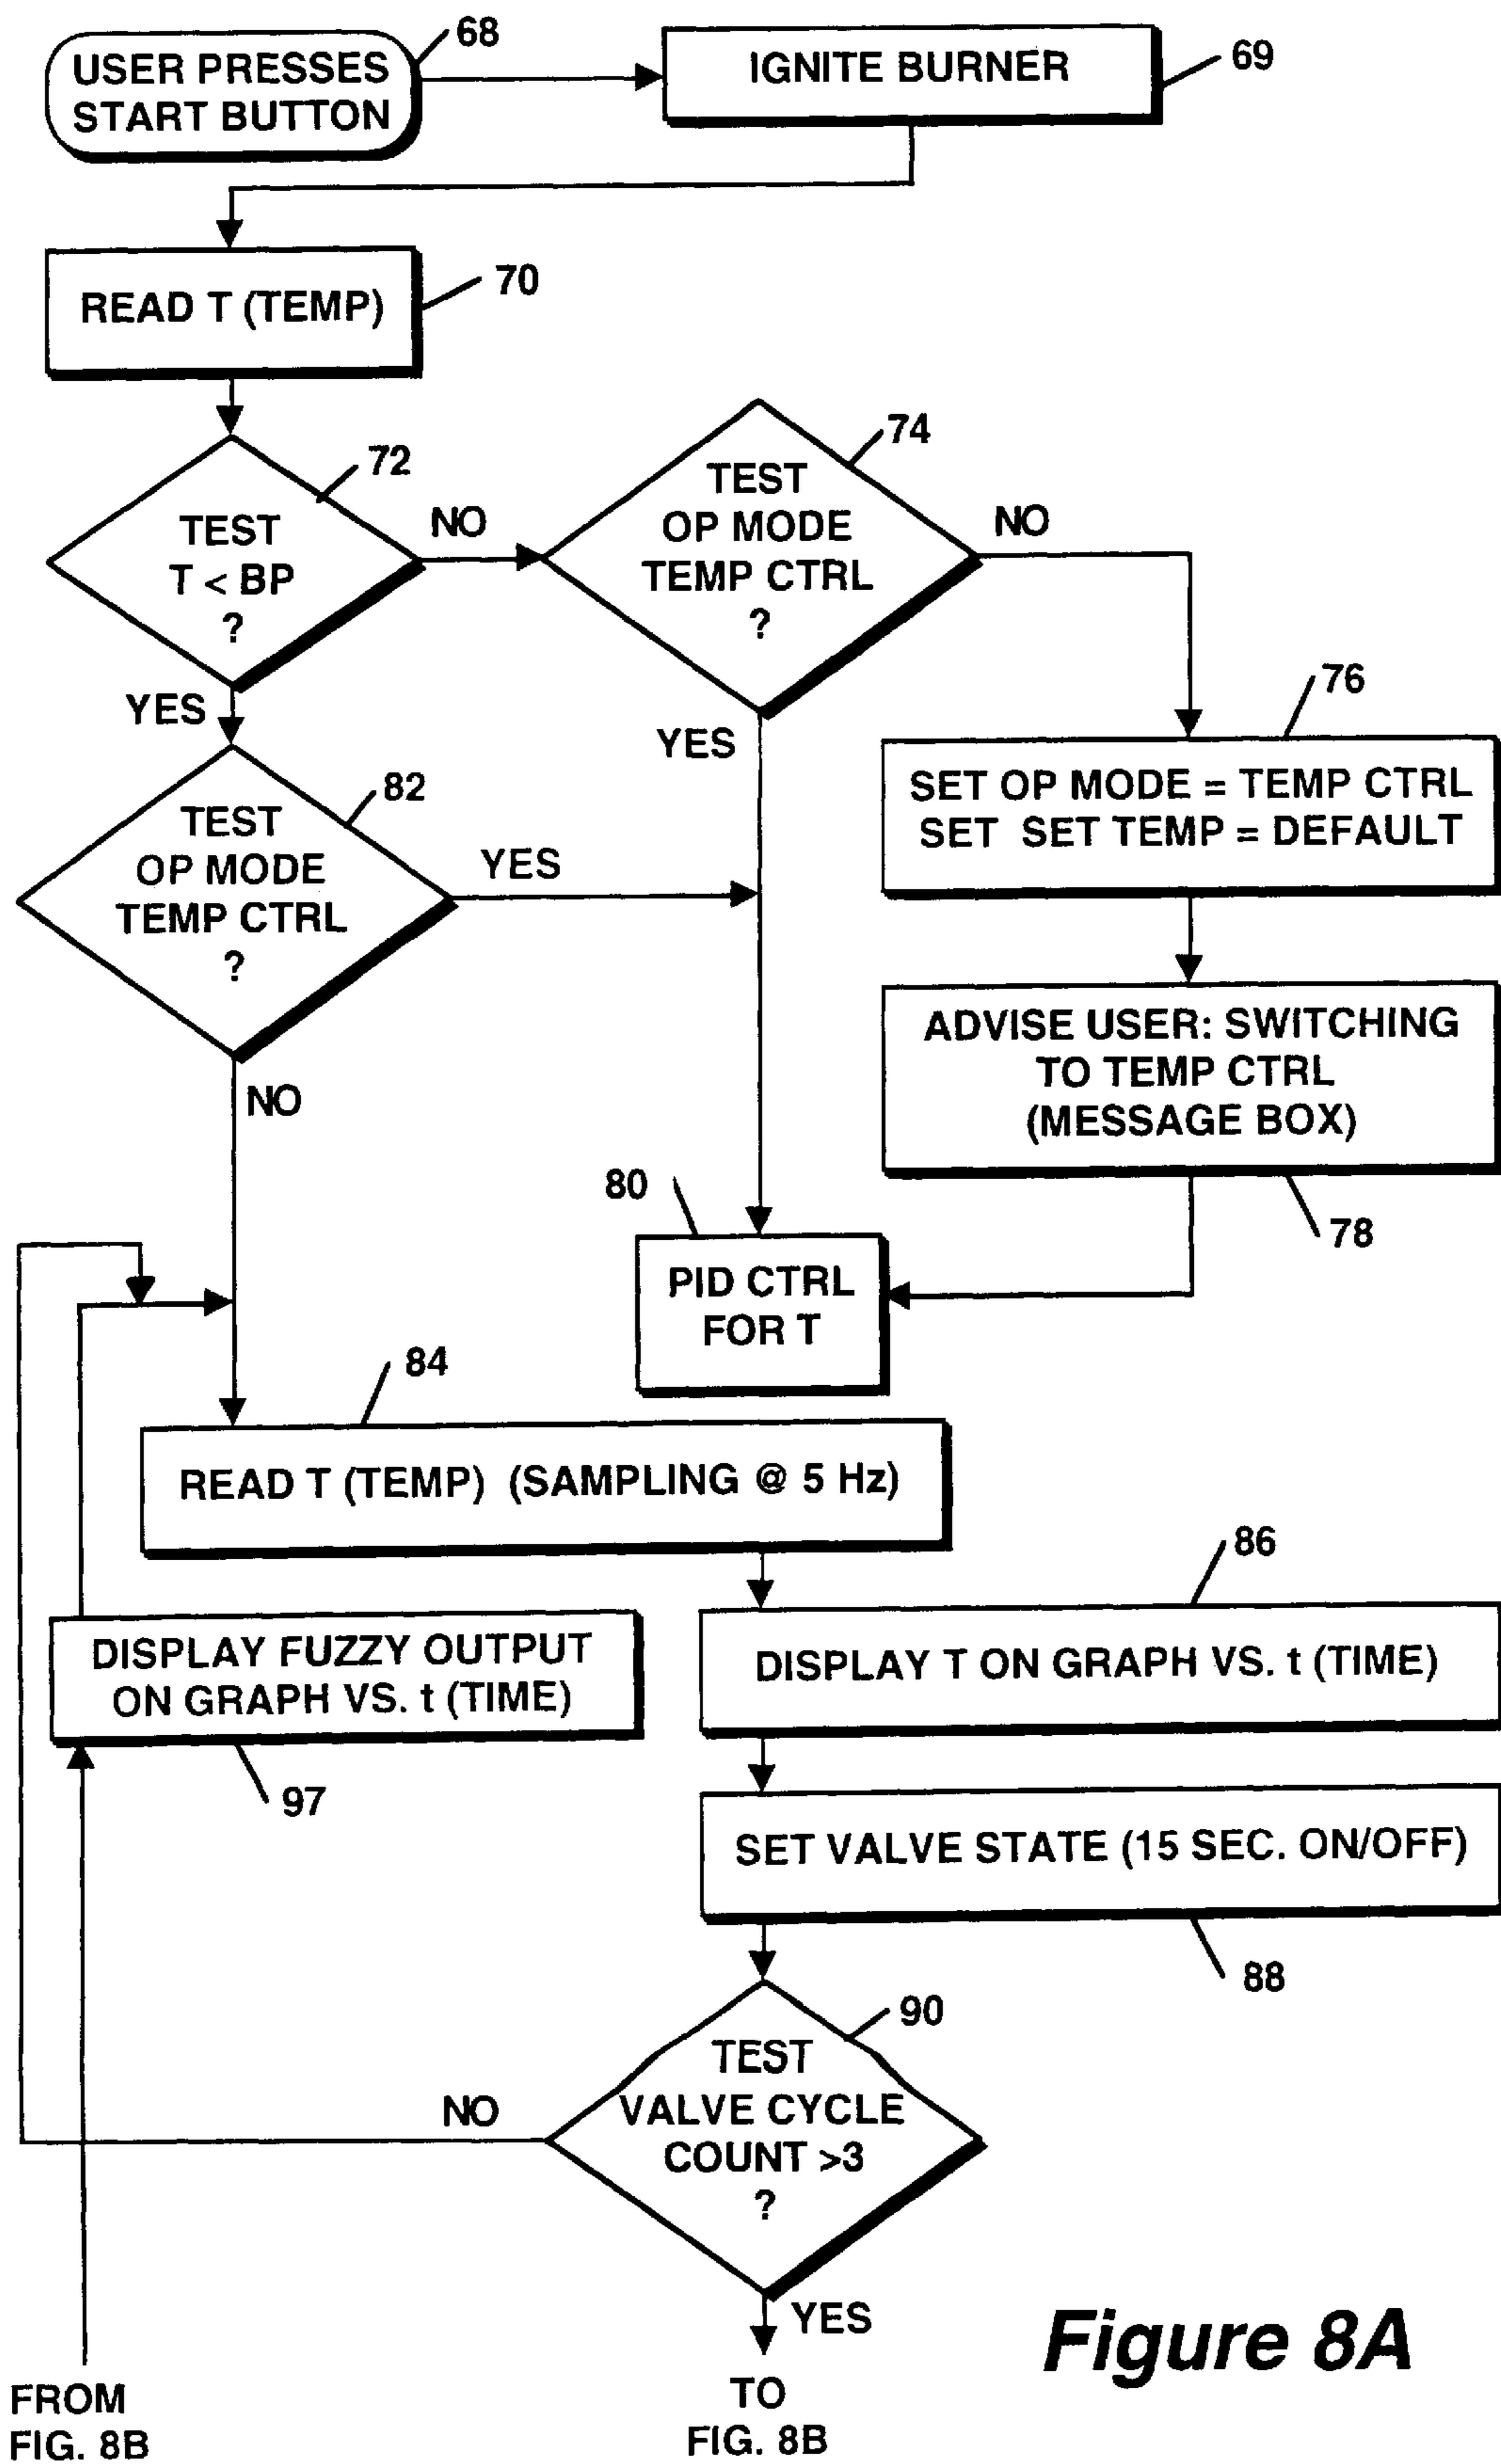 USER PRESSES
START BUTTON
68
IGNITE BURNER
69
READ T (TEMP)
70
72
TEST
T < BP
?
NO
YES
74
TEST
OP MODE
TEMP CTRL
?
NO
YES
76
SET OP MODE = TEMP CTRL
SET SET TEMP = DEFAULT
82
TEST
OP MODE
TEMP CTRL
?
YES
NO
ADVISE USER: SWITCHING
TO TEMP CTRL
(MESSAGE BOX)
78
80
PID CTRL
FOR T
84
READ T (TEMP) (SAMPLING @ 5 Hz)
86
DISPLAY T ON GRAPH VS. t (TIME)
DISPLAY FUZZY OUTPUT
ON GRAPH VS. t (TIME)
97
SET VALVE STATE (15 SEC. ON/OFF)
88
90
TEST
VALVE CYCLE
COUNT >3
?
NO
YES
TO
FIG. 8B
FROM
FIG. 8B
Figure 8A